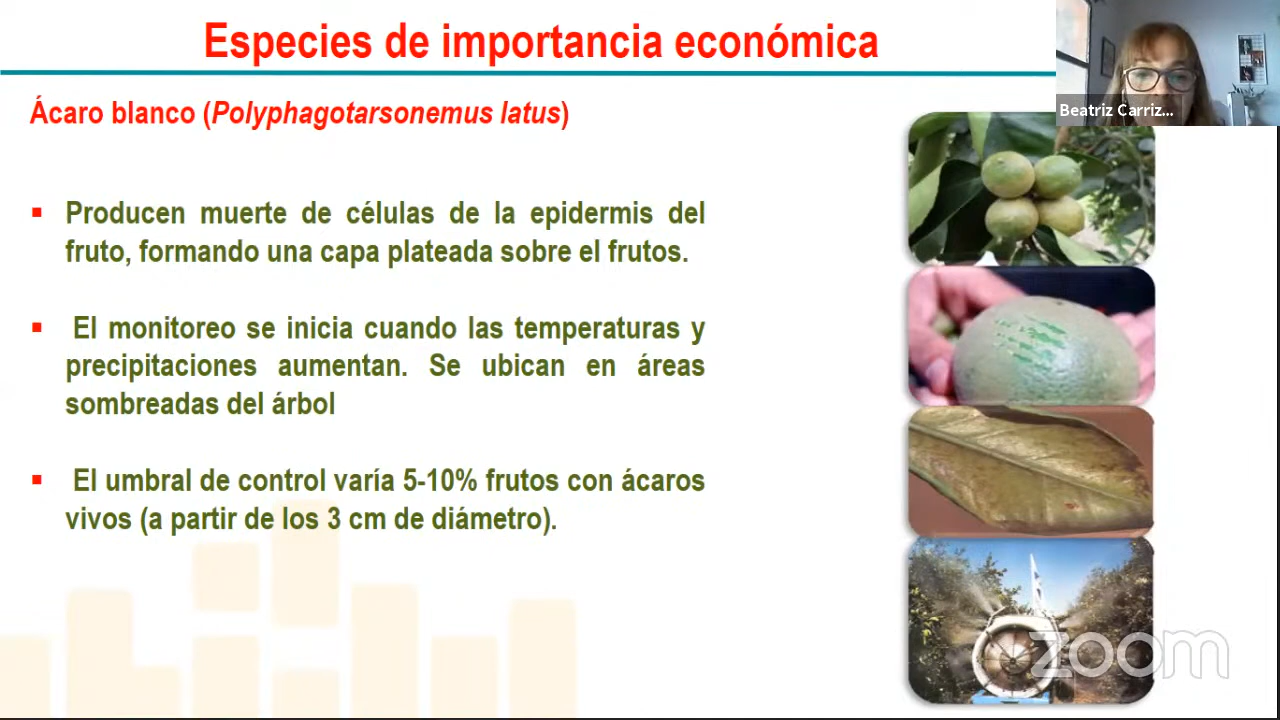 Especies de importancia económica
Beatriz Carriz...
Ácaro blanco (Polyphagotarsonemus latus)
▪ Producen muerte de células de la epidermis del
fruto, formando una capa plateada sobre el frutos.
▪ El monitoreo se inicia cuando las temperaturas y
precipitaciones aumentan. Se ubican en áreas
sombreadas del árbol
▪ El umbral de control varía 5-10% frutos con ácaros
vivos (a partir de los 3 cm de diámetro).
zoom